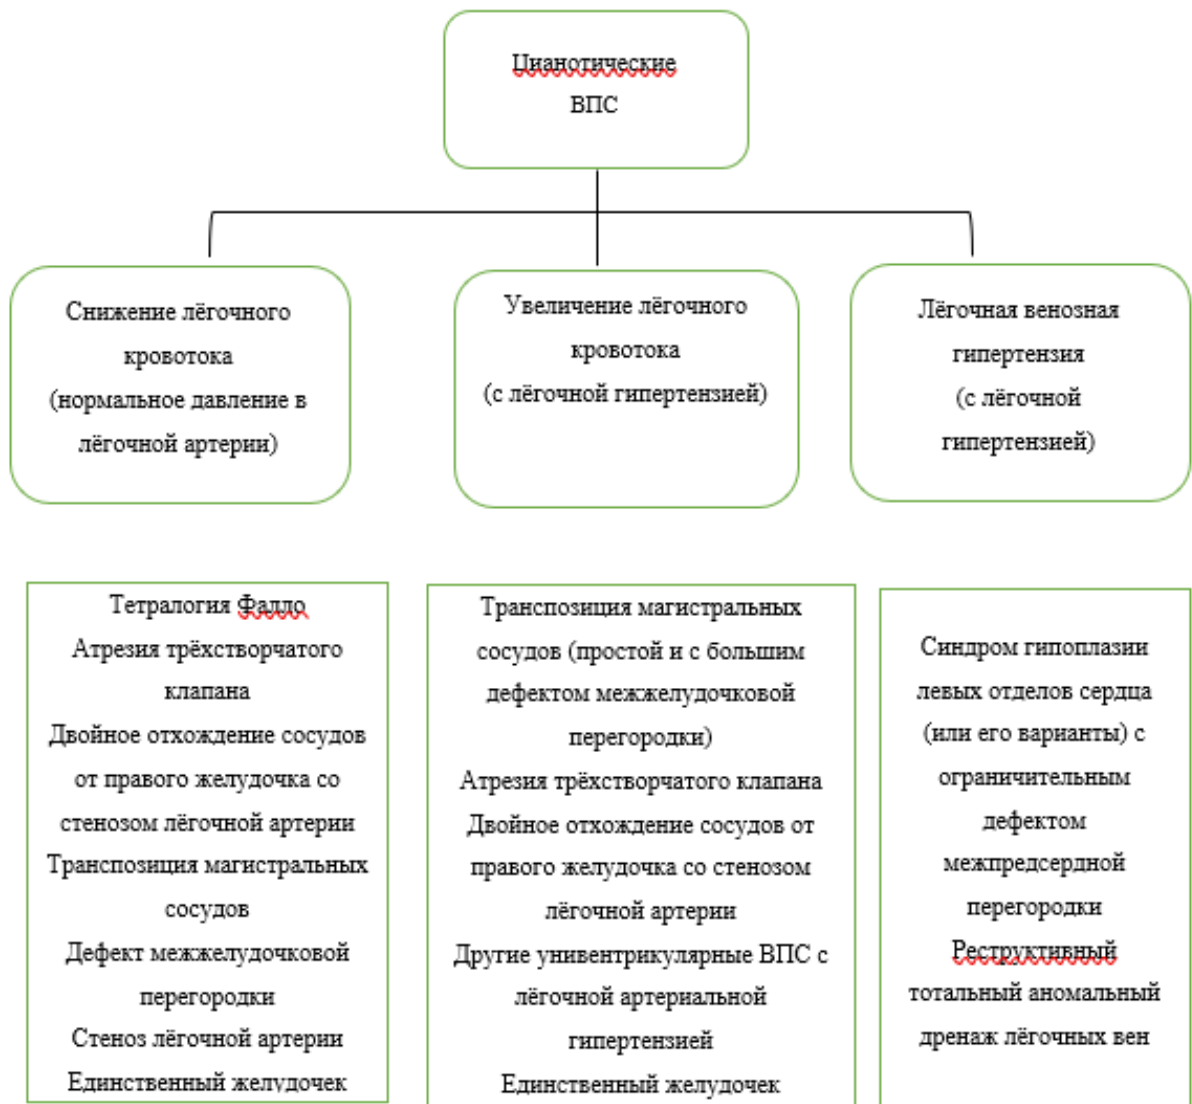 Цианотические
ВПС
Снижение лёгочного
кровотока
(нормальное давление в
лёгочной артерии)
Увеличение лёгочного
кровотока
(с лёгочной гипертензией)
Лёгочная венозная
гипертензия
(с лёгочной
гипертензией)
Тетралогия Фалло
Атрезия трёхстворчатого
клапана
Двойное отхождение сосудов
от правого желудочка со
стенозом лёгочной артерии
Транспозиция магистральных
сосудов
Дефект межжелудочковой
перегородки
Стеноз лёгочной артерии
Единственный желудочек
Транспозиция магистральных
сосудов (простой и с большим
дефектом межжелудочковой
перегородки)
Атрезия трёхстворчатого клапана
Двойное отхождение сосудов от
правого желудочка со стенозом
лёгочной артерии
Другие унивентрикулярные ВПС с
лёгочной артериальной
гипертензией
Единственный желудочек
Синдром гипоплазии
левых отделов сердца
(или его варианты) с
ограничительным
дефектом
межпредсердной
перегородки
Реструктивный
тотальный аномальный
дренаж лёгочных вен